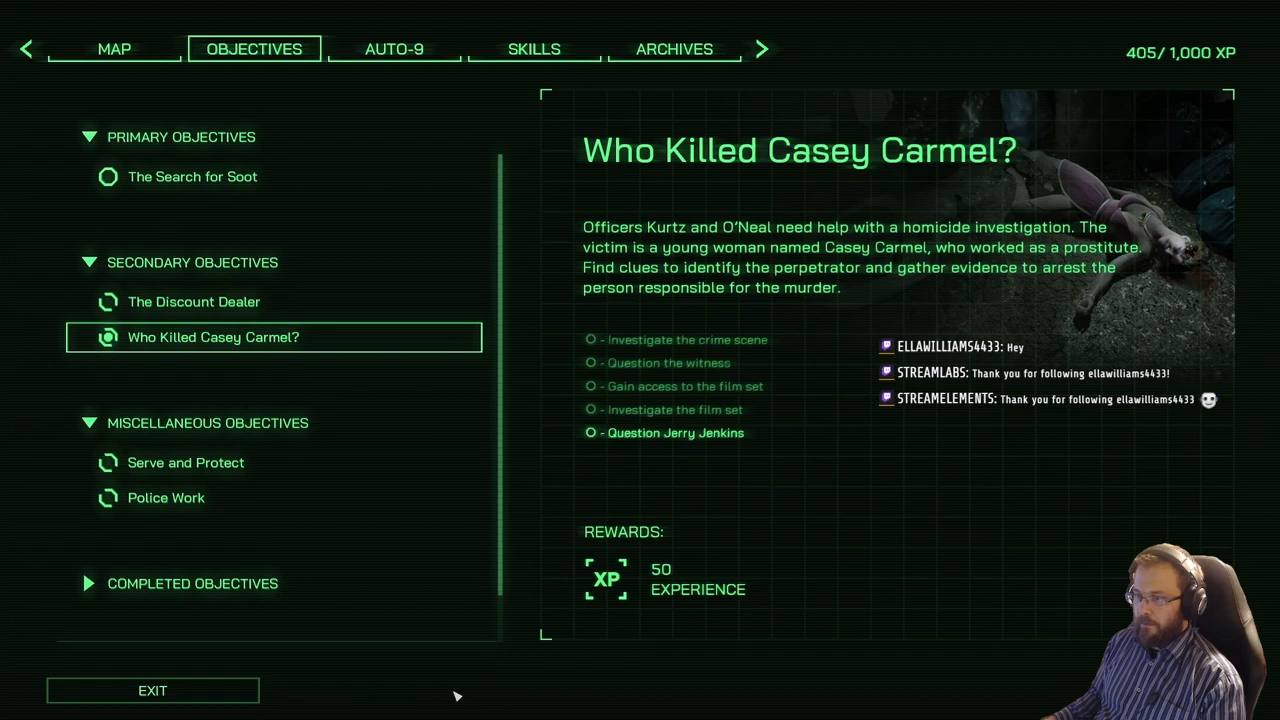 MAP
OBJECTIVES
AUTO-9
SKILLS
ARCHIVES
405/ 1,000 XP
PRIMARY OBJECTIVES
The Search for Soot
SECONDARY OBJECTIVES
The Discount Dealer
Who Killed Casey Carmel?
MISCELLANEOUS OBJECTIVES
Serve and Protect
Police Work
COMPLETED OBJECTIVES
EXIT
Who Killed Casey Carmel?
Officers Kurtz and O'Neal need help with a homicide investigation. The
victim is a young woman named Casey Carmel, who worked as a prostitute.
Find clues to identify the perpetrator and gather evidence to arrest the
person responsible for the murder.
- Investigate the crime scene
- Question the witness
- Gain access to the film set
- Investigate the film set
- Question Jerry Jenkins
ELLAWILLIAMS4433: Hey
STREAMLABS: Thank you for following ellawilliams4433!
STREAMELEMENTS: Thank you for following ellawilliams4433
REWARDS:
XP
50
EXPERIENCE